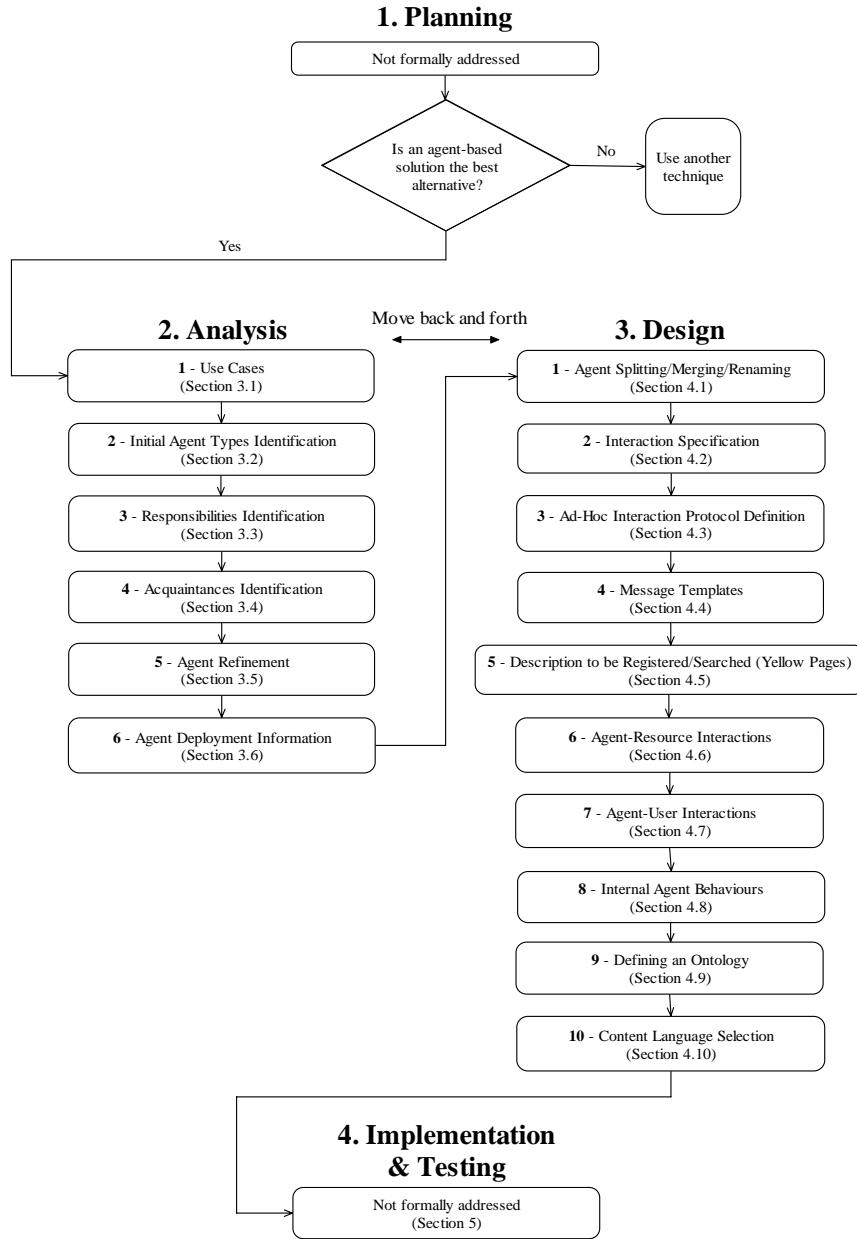 1. Planning
Not formally addressed
Is an agent-based
solution the best
alternative?
No
Use another
technique
Yes
2. Analysis
1 - Use Cases
(Section 3.1)
2 - Initial Agent Types Identification
(Section 3.2)
3 - Responsibilities Identification
(Section 3.3)
4 - Acquaintances Identification
(Section 3.4)
5 - Agent Refinement
(Section 3.5)
6 - Agent Deployment Information
(Section 3.6)
Move back and forth
3. Design
1 - Agent Splitting/Merging/Renaming
(Section 4.1)
2 - Interaction Specification
(Section 4.2)
3 - Ad-Hoc Interaction Protocol Definition
(Section 4.3)
4 - Message Templates
(Section 4.4)
5 - Description to be Registered/Searched (Yellow Pages)
(Section 4.5)
6 - Agent-Resource Interactions
(Section 4.6)
7 - Agent-User Interactions
(Section 4.7)
8 - Internal Agent Behaviours
(Section 4.8)
9 - Defining an Ontology
(Section 4.9)
10 - Content Language Selection
(Section 4.10)
4. Implementation
& Testing
Not formally addressed
(Section 5)